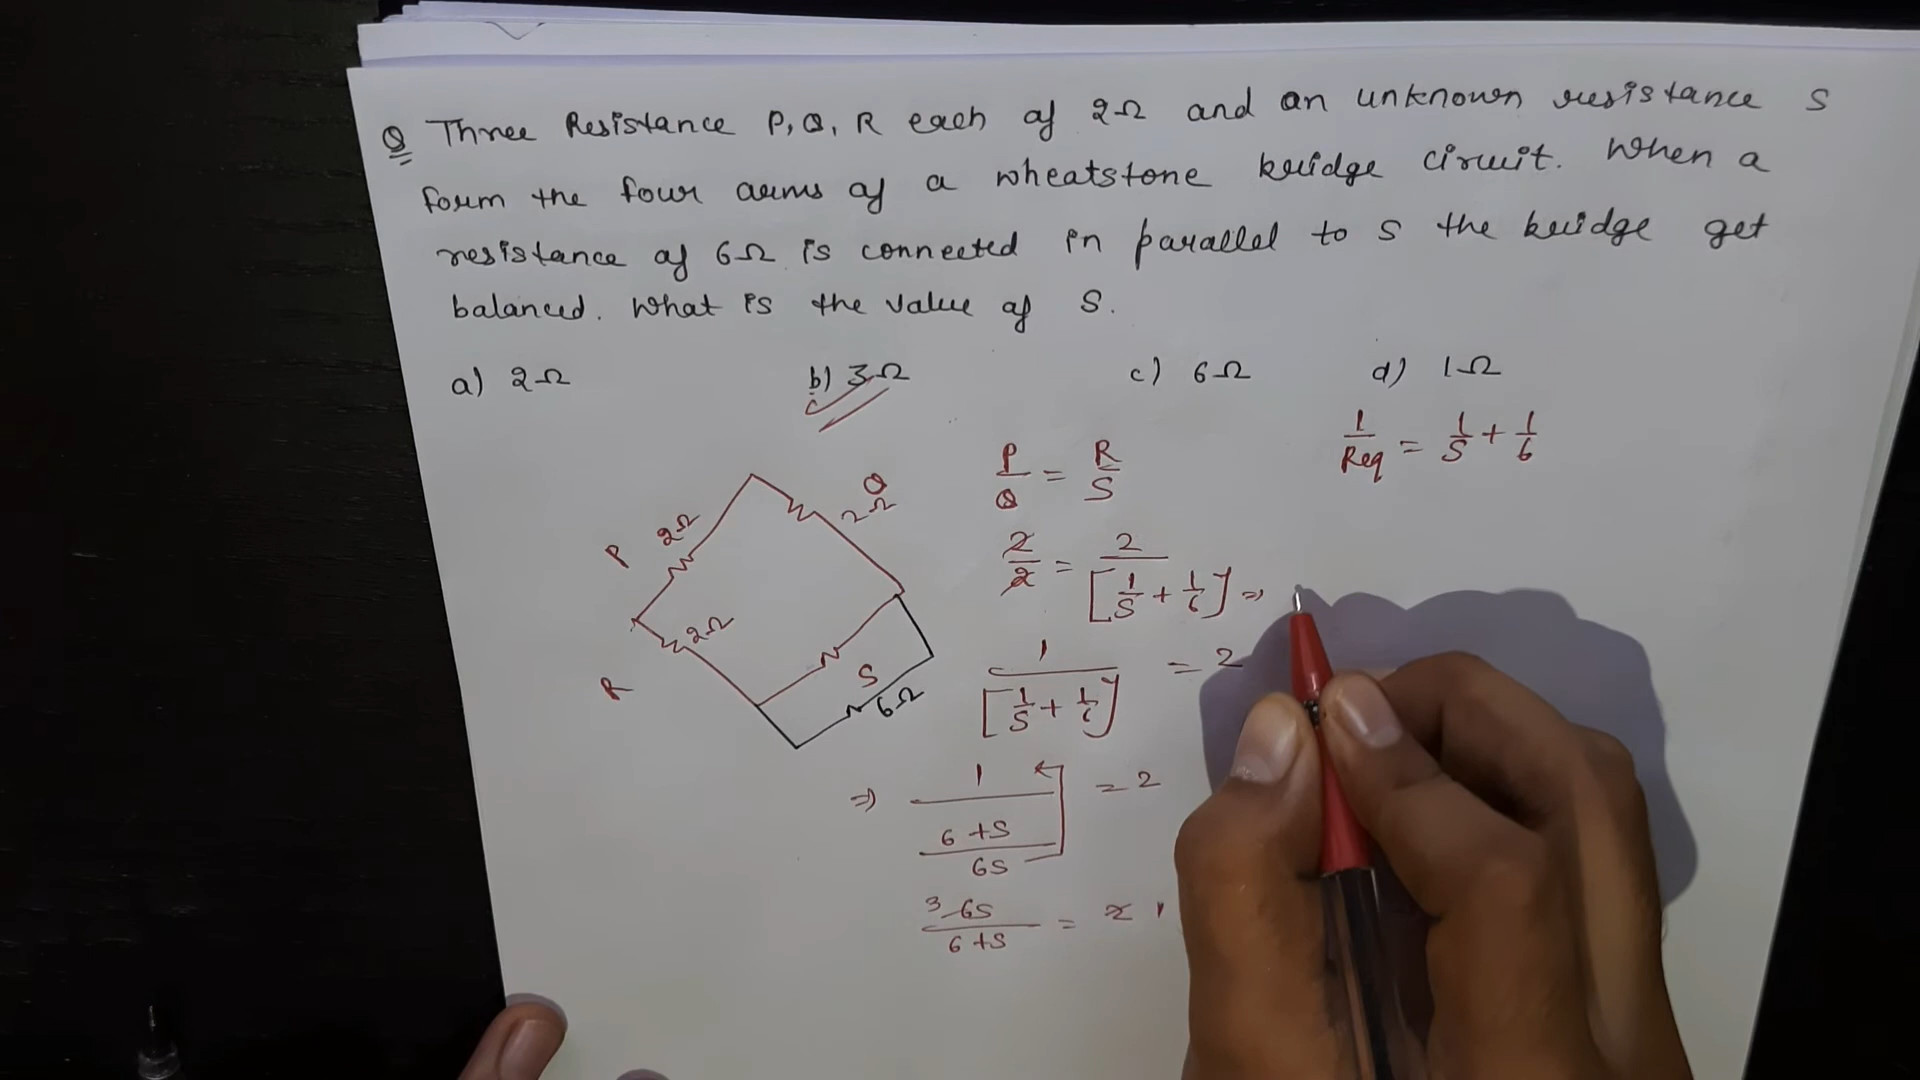 Q Three Resistance P, Q, R each of 2Ω and an unknown resistance S
form the four arms of a wheatstone bridge circuit. When a
resistance of 6Ω is connected in parallel to S the bridge get
balanced. What is the value of S.
a) 2Ω b) 3Ω c) 6Ω d) 1Ω
1/Req = 1/S + 1/6
P/Q = R/S
P 2Ω
Q 2Ω
R 2Ω
S
6Ω
2/2 = 2/[1/S + 1/6] ⇒
1/[1/S + 1/6] = 2
⇒ 1/((6+S)/6S) = 2
3 6S/(6+S) = 2 1